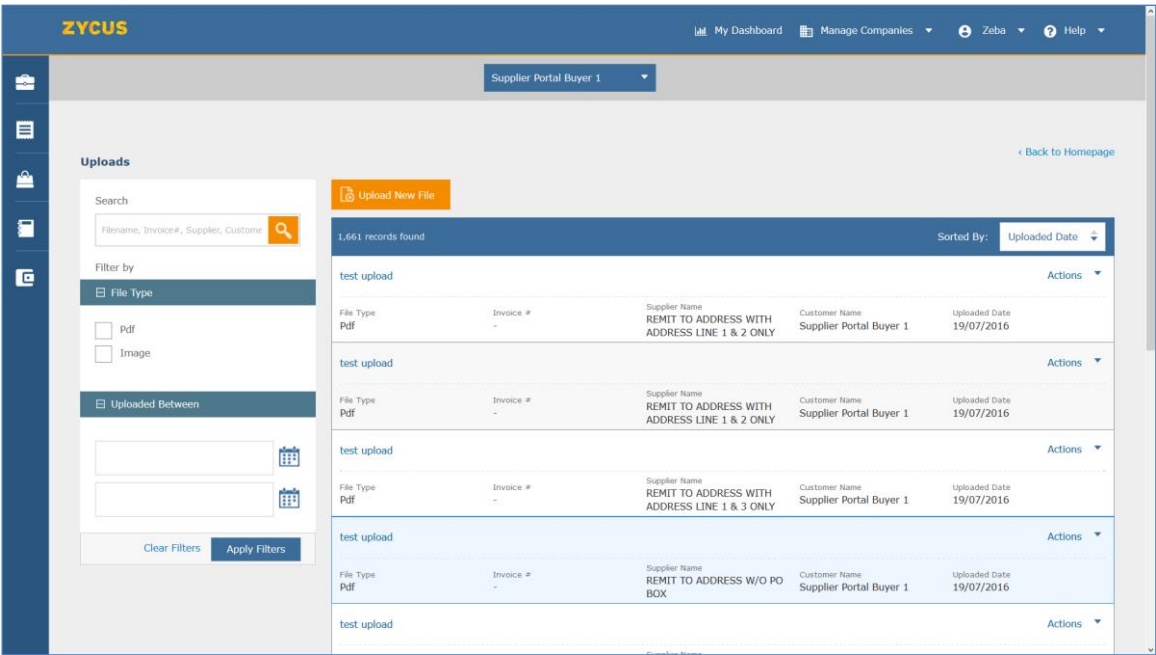 ZYCUS
My Dashboard
Manage Companies
Zeba
Help
Supplier Portal Buyer 1
‹ Back to Homepage
Uploads
Search
Filename, Invoice#, Supplier, Custome
Filter by
File Type
Pdf
Image
Uploaded Between
Clear Filters
Apply Filters
Upload New File
1,661 records found
Sorted By: Uploaded Date
test upload
Actions
File Type
Pdf
Invoice #
-
Supplier Name
REMIT TO ADDRESS WITH
ADDRESS LINE 1 & 2 ONLY
Customer Name
Supplier Portal Buyer 1
Uploaded Date
19/07/2016
test upload
Actions
File Type
Pdf
Invoice #
-
Supplier Name
REMIT TO ADDRESS WITH
ADDRESS LINE 1 & 2 ONLY
Customer Name
Supplier Portal Buyer 1
Uploaded Date
19/07/2016
test upload
Actions
File Type
Pdf
Invoice #
-
Supplier Name
REMIT TO ADDRESS WITH
ADDRESS LINE 1 & 3 ONLY
Customer Name
Supplier Portal Buyer 1
Uploaded Date
19/07/2016
test upload
Actions
File Type
Pdf
Invoice #
-
Supplier Name
REMIT TO ADDRESS W/O PO
BOX
Customer Name
Supplier Portal Buyer 1
Uploaded Date
19/07/2016
test upload
Actions